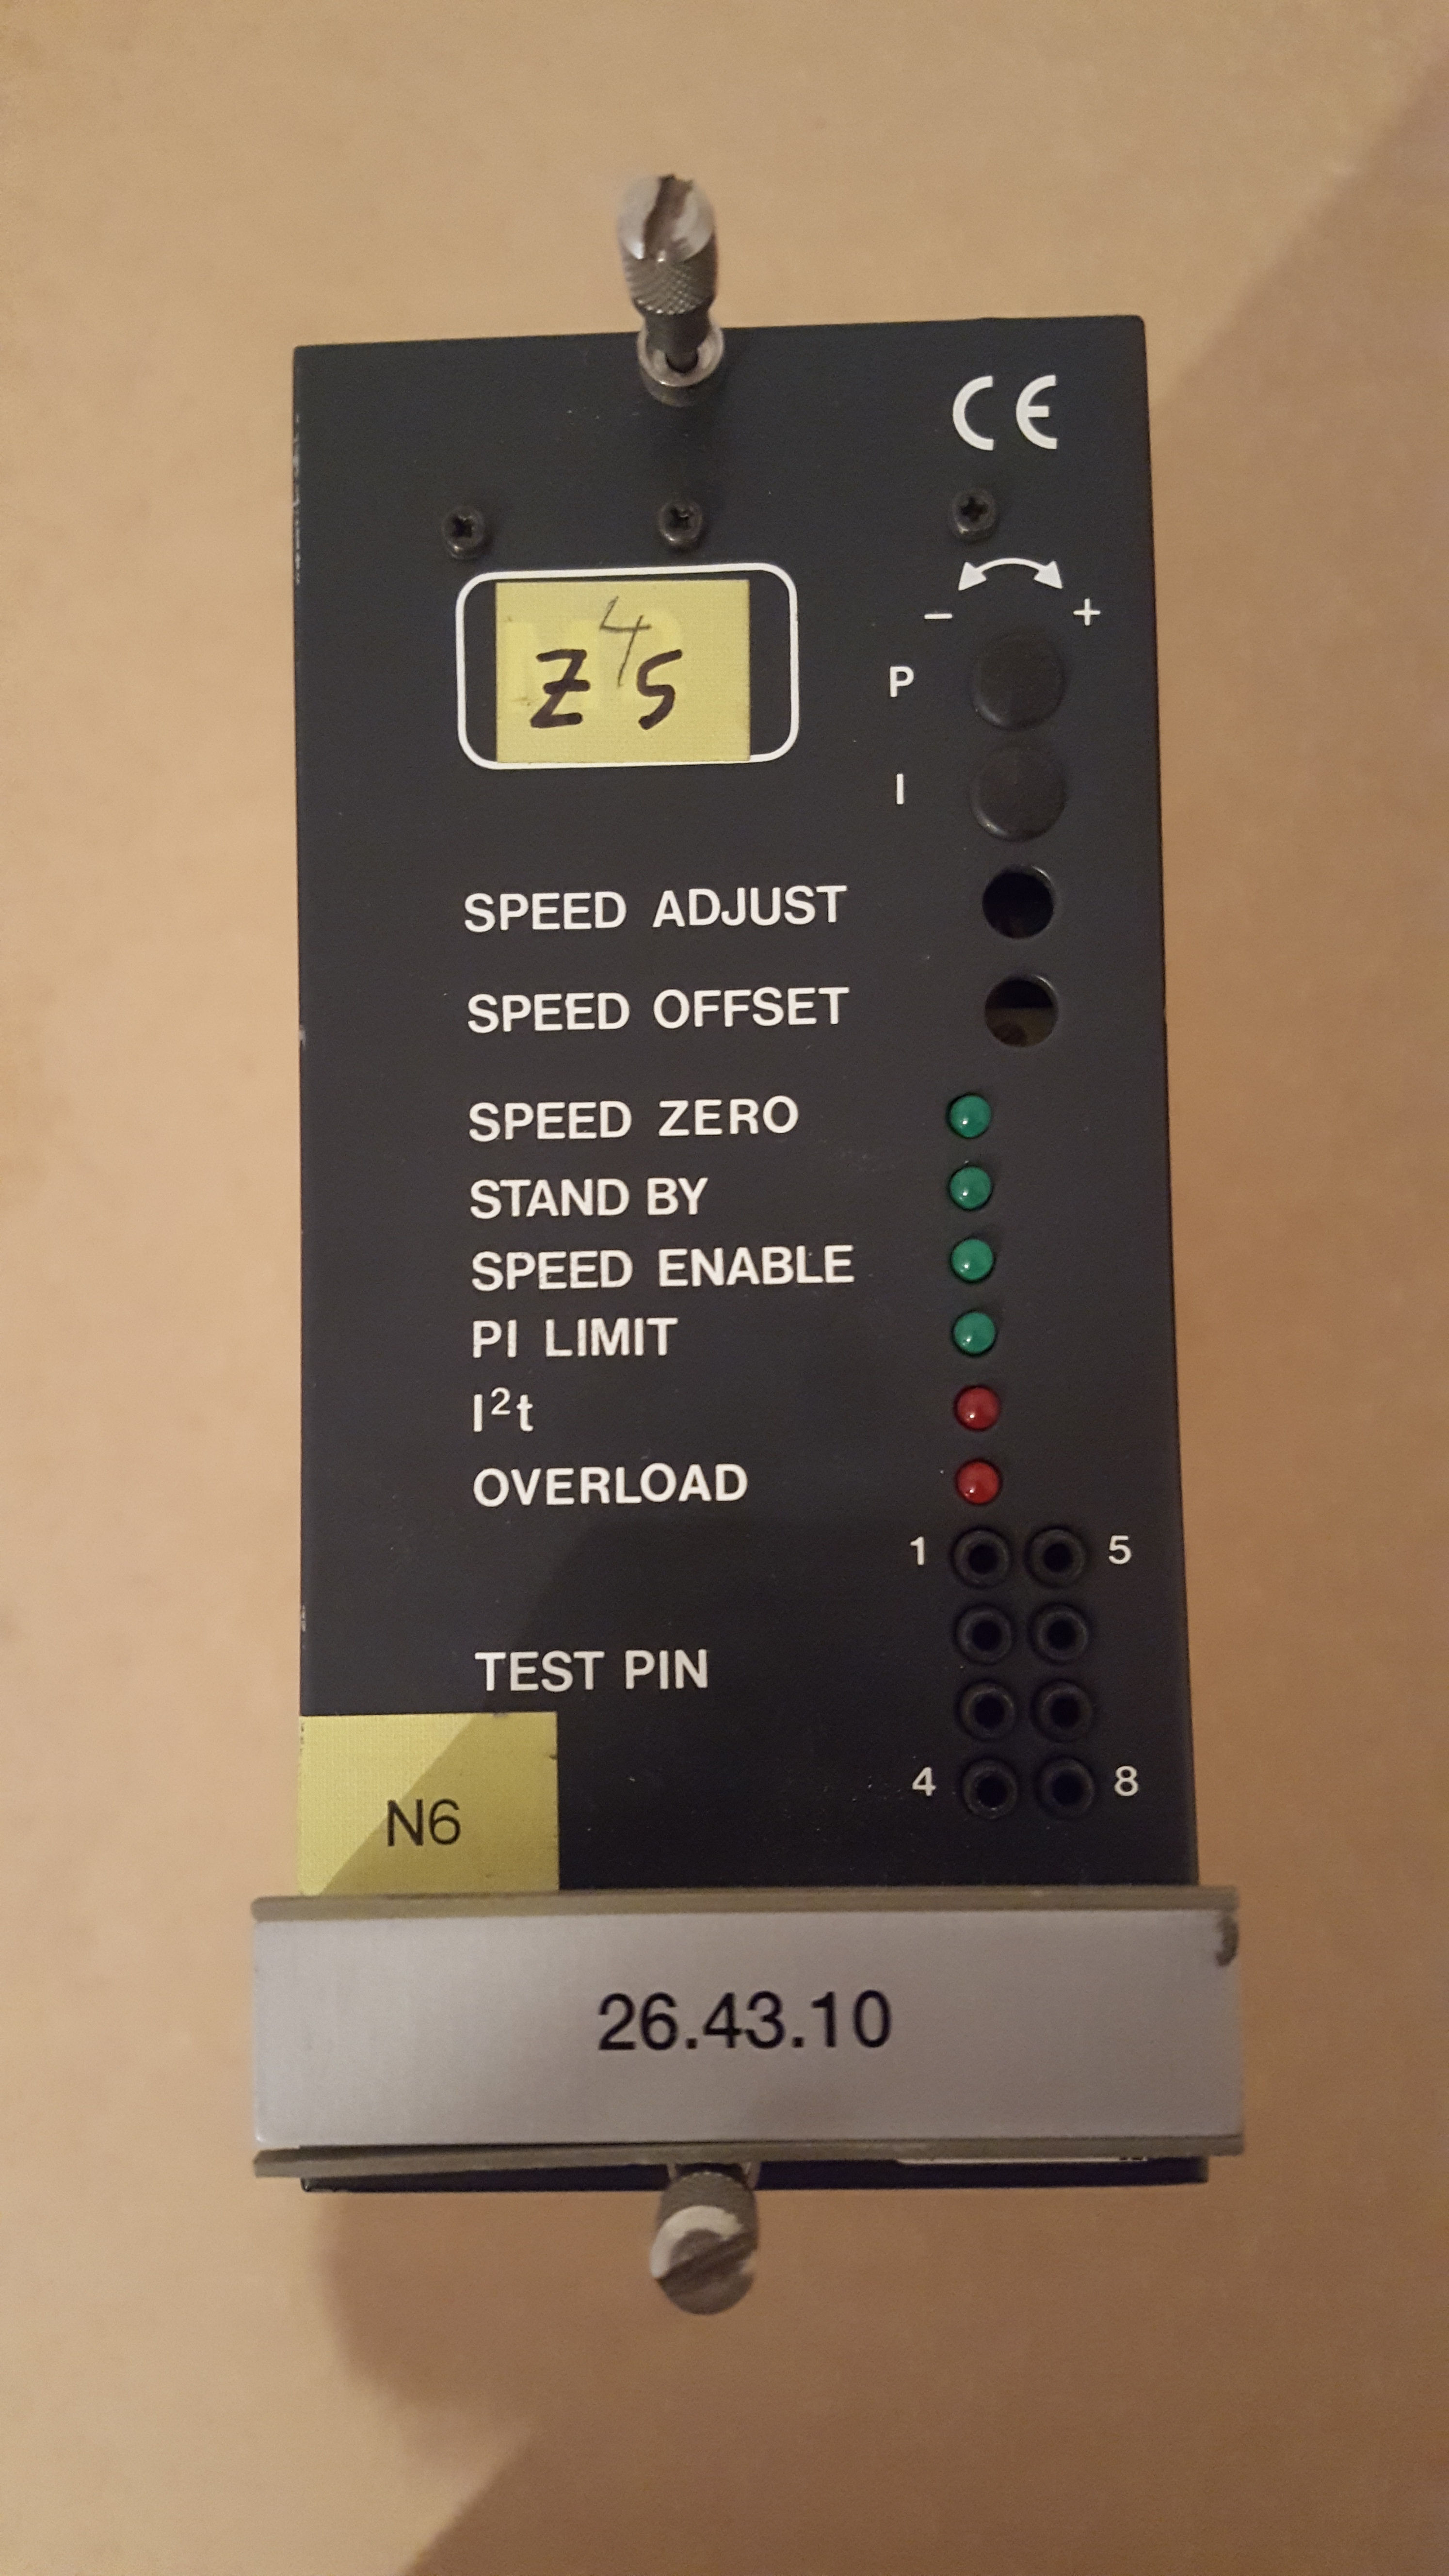 CE
− +
4
Z S
P
I
SPEED ADJUST
SPEED OFFSET
SPEED ZERO
STAND BY
SPEED ENABLE
PI LIMIT
I²t
OVERLOAD
1 5
TEST PIN
4 8
N6
26.43.10